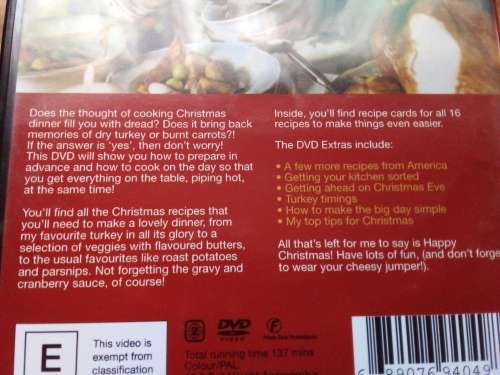 Does the thought of cooking Christmas
dinner fill you with dread? Does it bring back
memories of dry turkey or burnt carrots?!
If the answer is 'yes', then don't worry!
This DVD will show you how to prepare in
advance and how to cook on the day so that
you get everything on the table, piping hot,
at the same time!
You'll find all the Christmas recipes that
you'll need to make a lovely dinner, from
my favourite turkey in all its glory to a
selection of veggies with flavoured butters,
to the usual favourites like roast potatoes
and parsnips. Not forgetting the gravy and
cranberry sauce, of course!
Inside, you'll find recipe cards for all 16
recipes to make things even easier.
The DVD Extras include:
• A few more recipes from America
• Getting your kitchen sorted
• Getting ahead on Christmas Eve
• Turkey timings
• How to make the big day simple
• My top tips for Christmas
All that's left for me to say is Happy
Christmas! Have lots of fun, (and don't forge
to wear your cheesy jumper!).
E
This video is
exempt from
classification
2
DVD
VIDEO
F
Total running time 137 mins
Colour/PAL
89076 94049